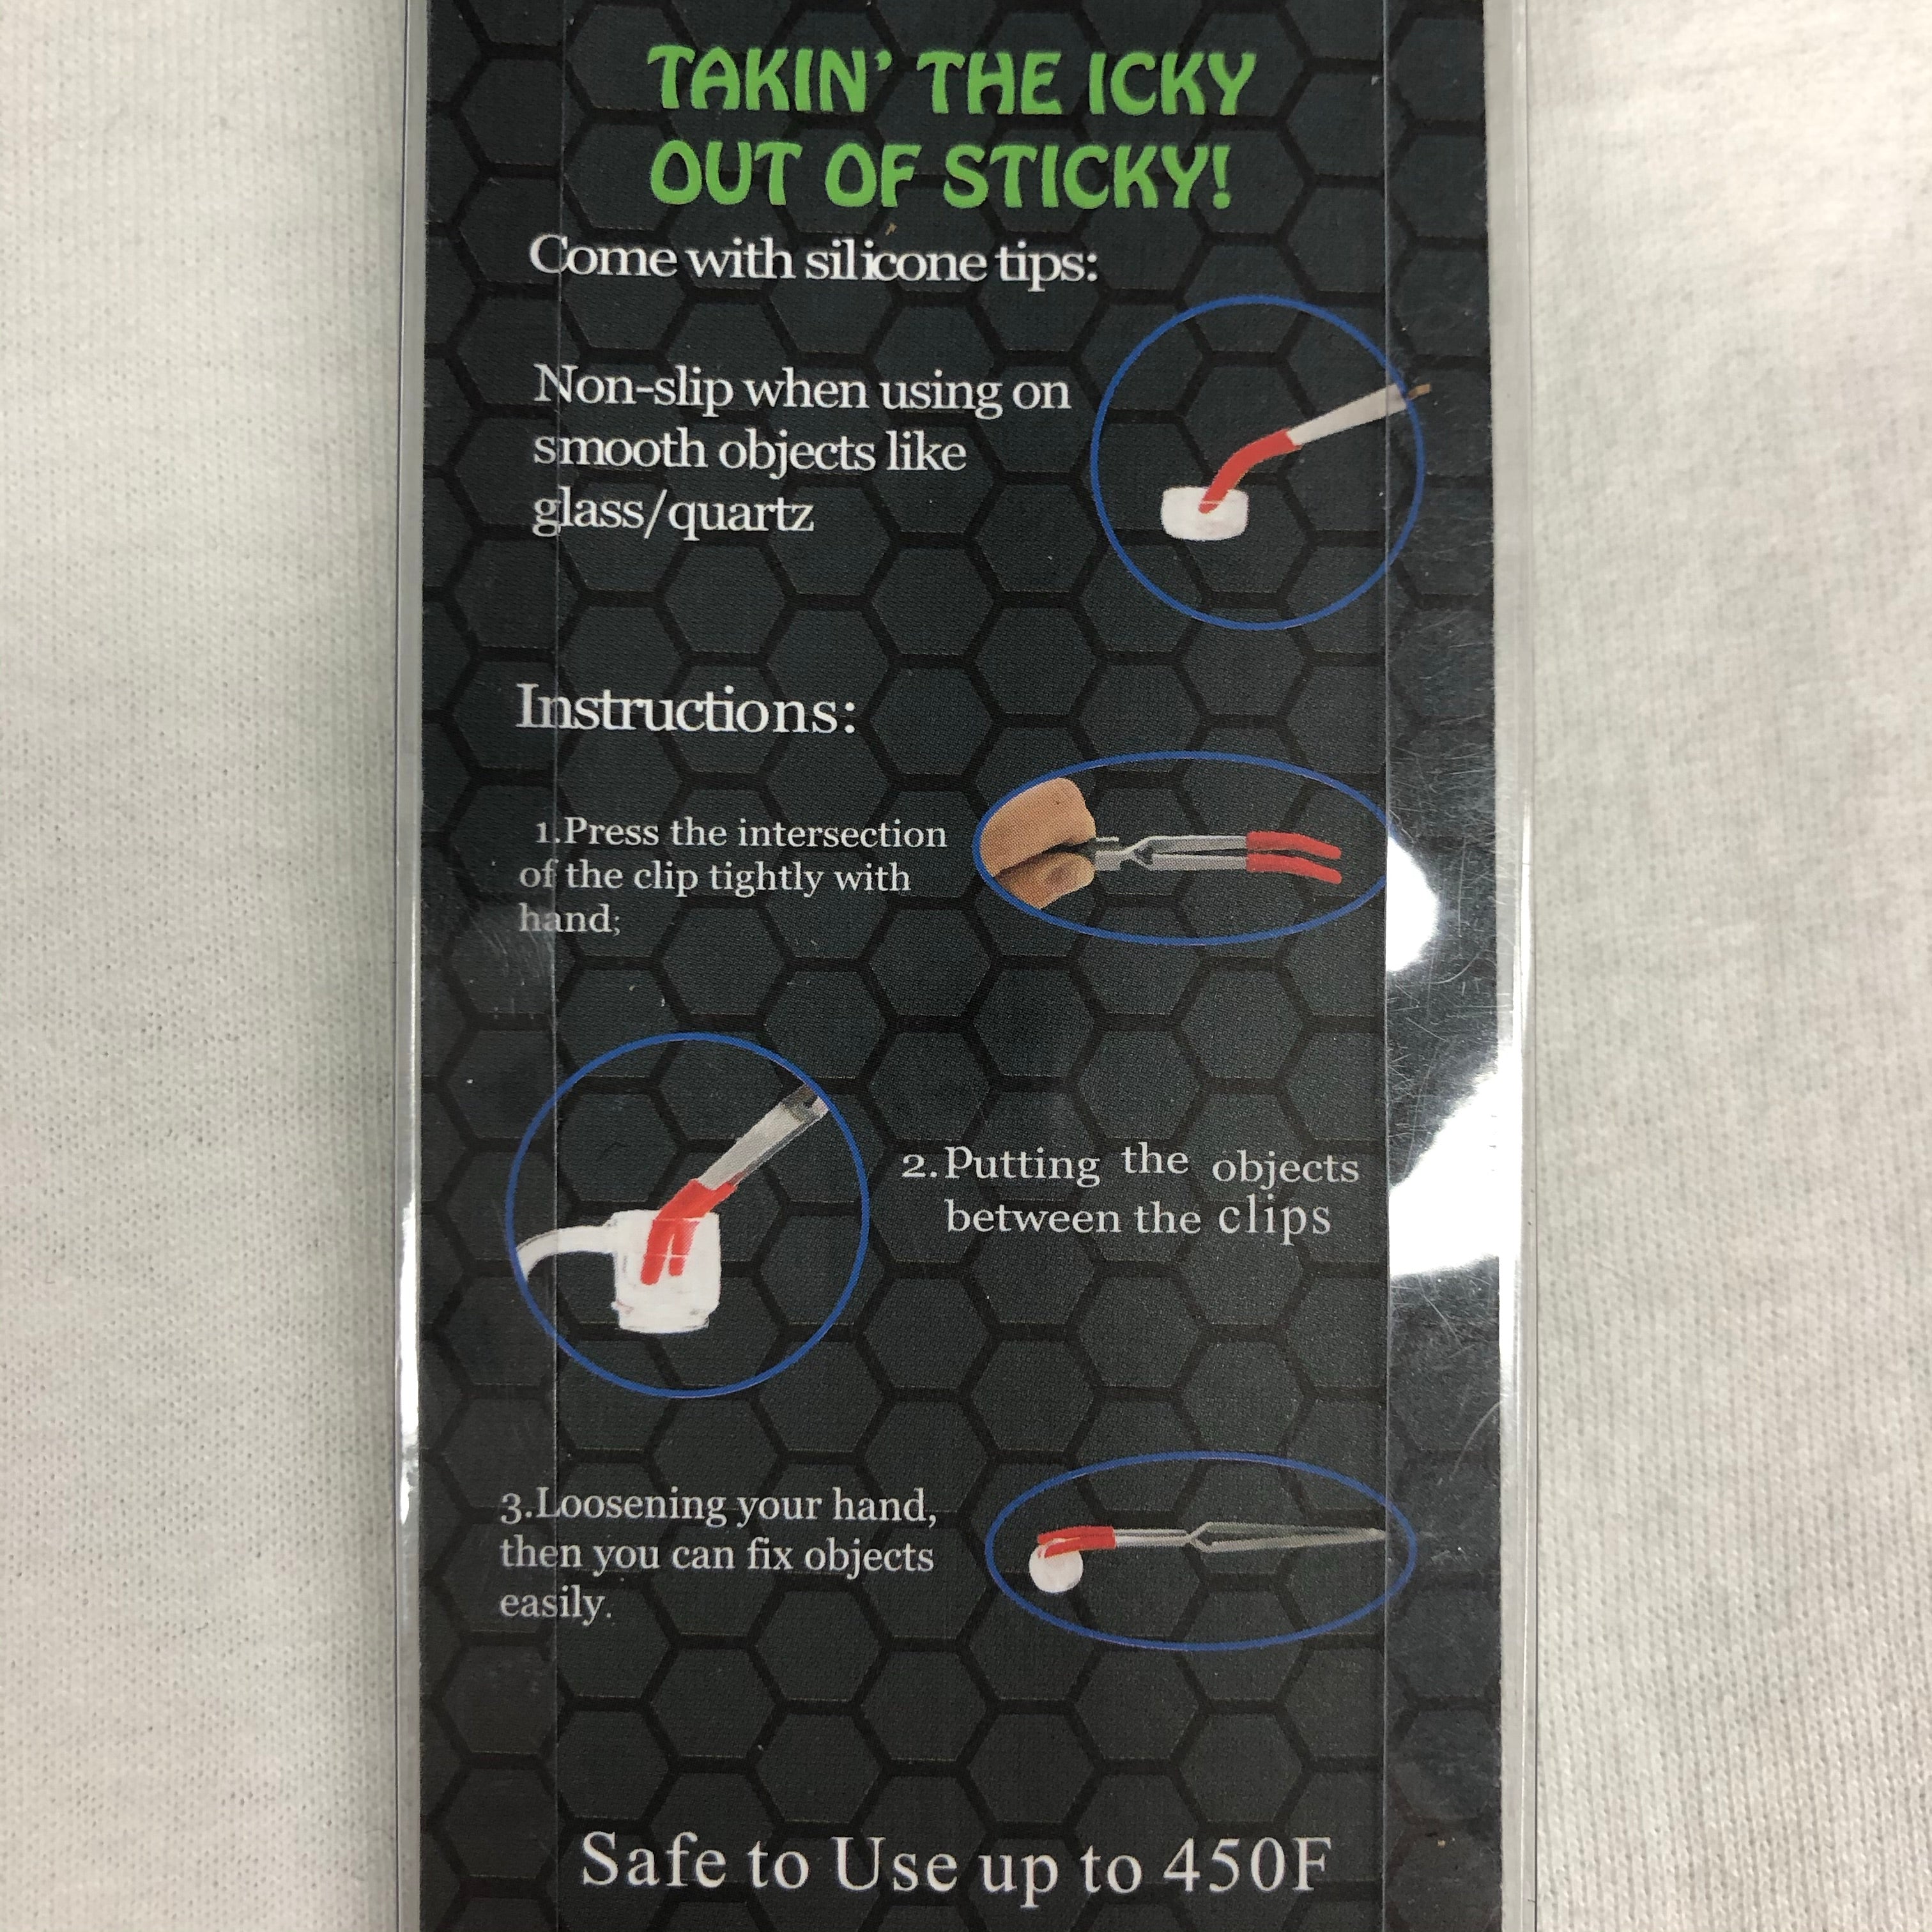 TAKIN' THE ICKY
OUT OF STICKY!
Come with silicone tips:
Non-slip when using on
smooth objects like
glass/quartz
Instructions:
1.Press the intersection
of the clip tightly with
hand;
2.Putting the objects
between the clips
3.Loosening your hand,
then you can fix objects
easily.
Safe to Use up to 450F